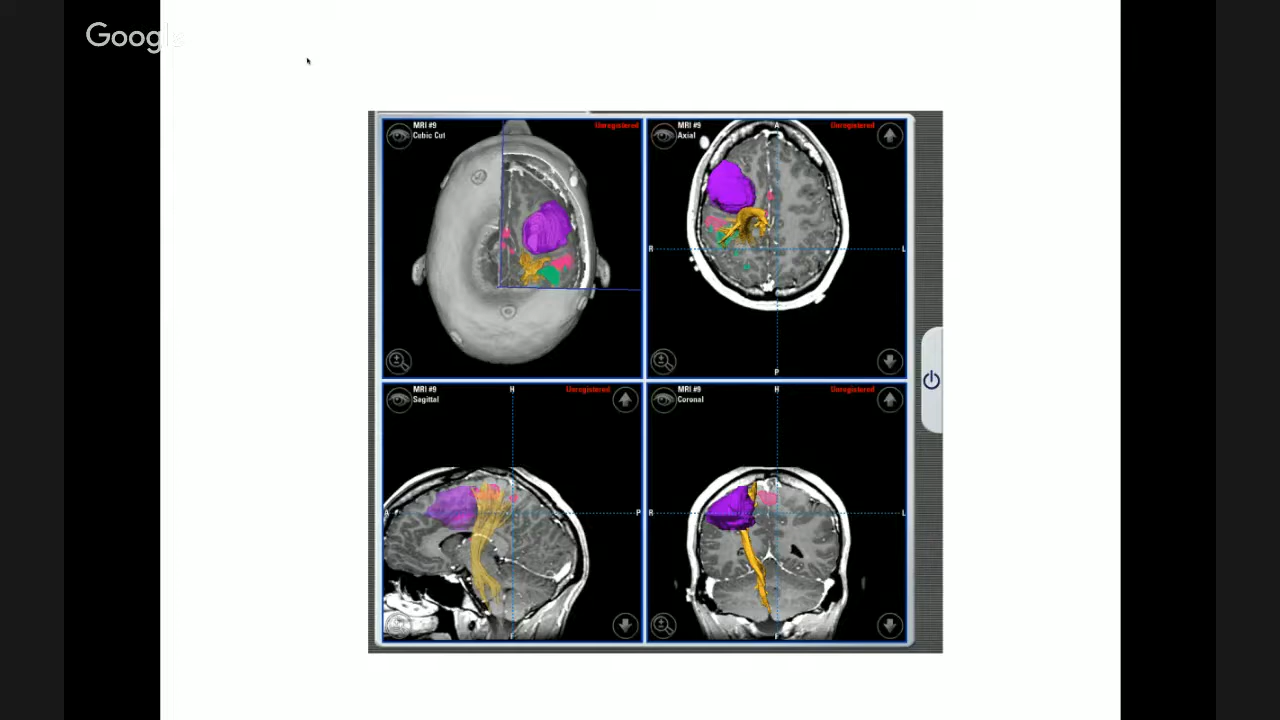 Google
MRI #9
Cubic Cut
Unregistered
MRI #9
Axial
Unregistered
A
R
L
P
MRI #9
Sagittal
Unregistered
H
A
P
MRI #9
Coronal
Unregistered
H
R
L